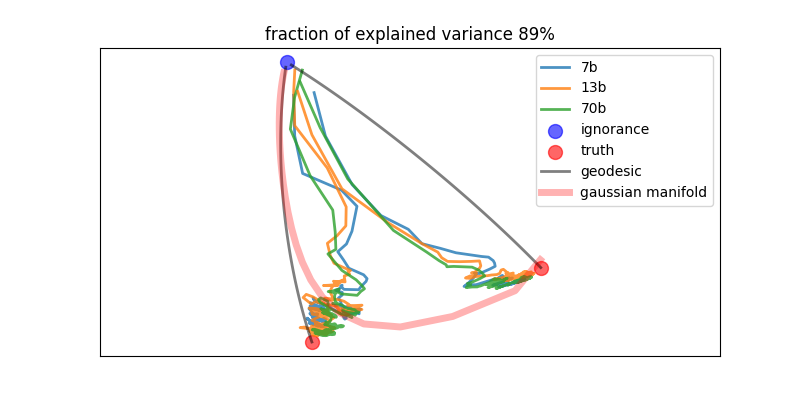 fraction of explained variance 89%
7b
13b
70b
ignorance
truth
geodesic
gaussian manifold